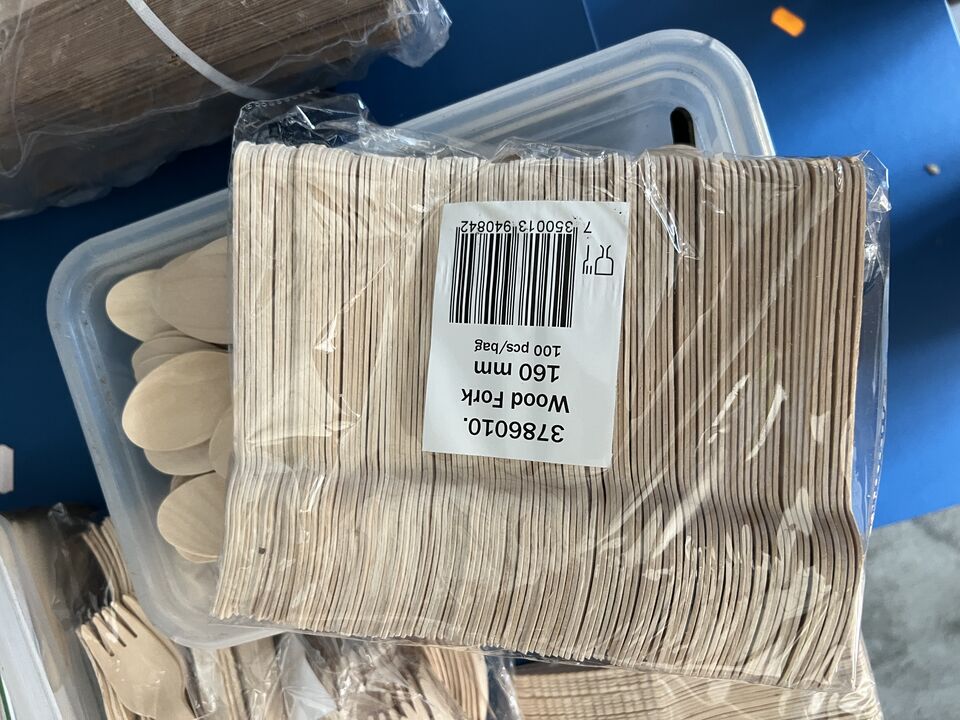 3786010.
Wood Fork
160 mm
100 pcs/bag
7 350013 940842